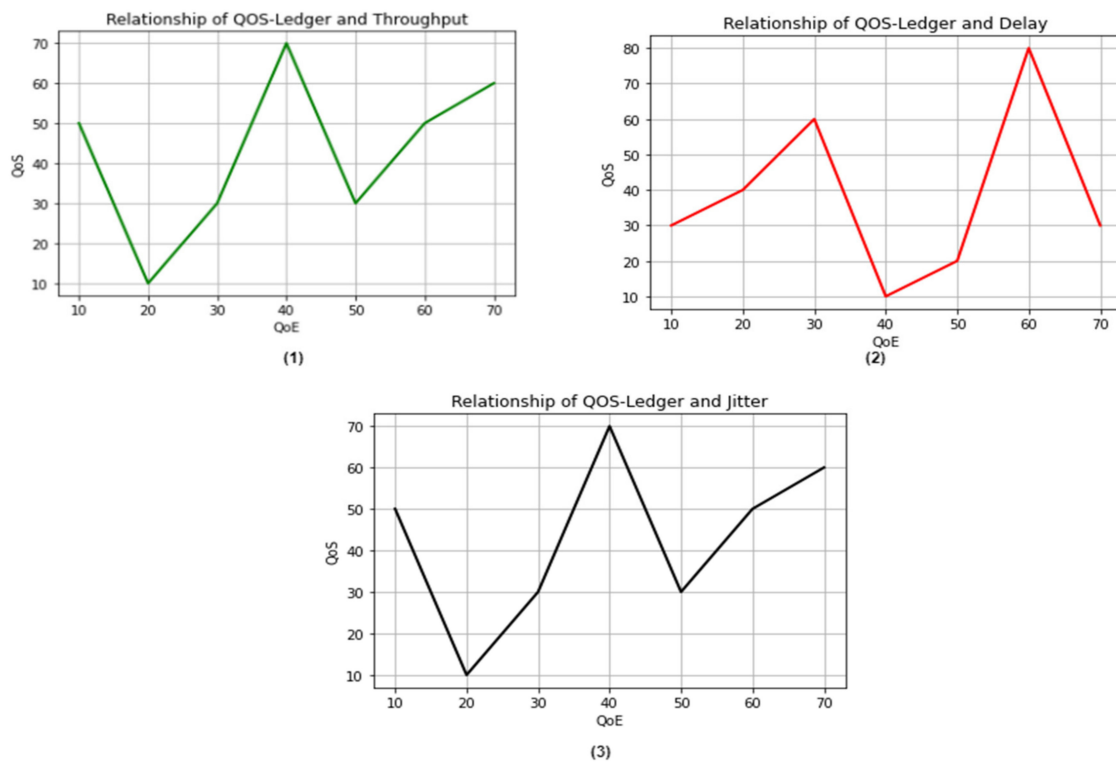 Relationship of QOS-Ledger and Throughput
70
60
50
40
30
20
10
QoS
10 20 30 40 50 60 70
QoE
(1)
Relationship of QOS-Ledger and Delay
80
70
60
50
40
30
20
10
QoS
10 20 30 40 50 60 70
QoE
(2)
Relationship of QOS-Ledger and Jitter
70
60
50
40
30
20
10
QoS
10 20 30 40 50 60 70
QoE
(3)